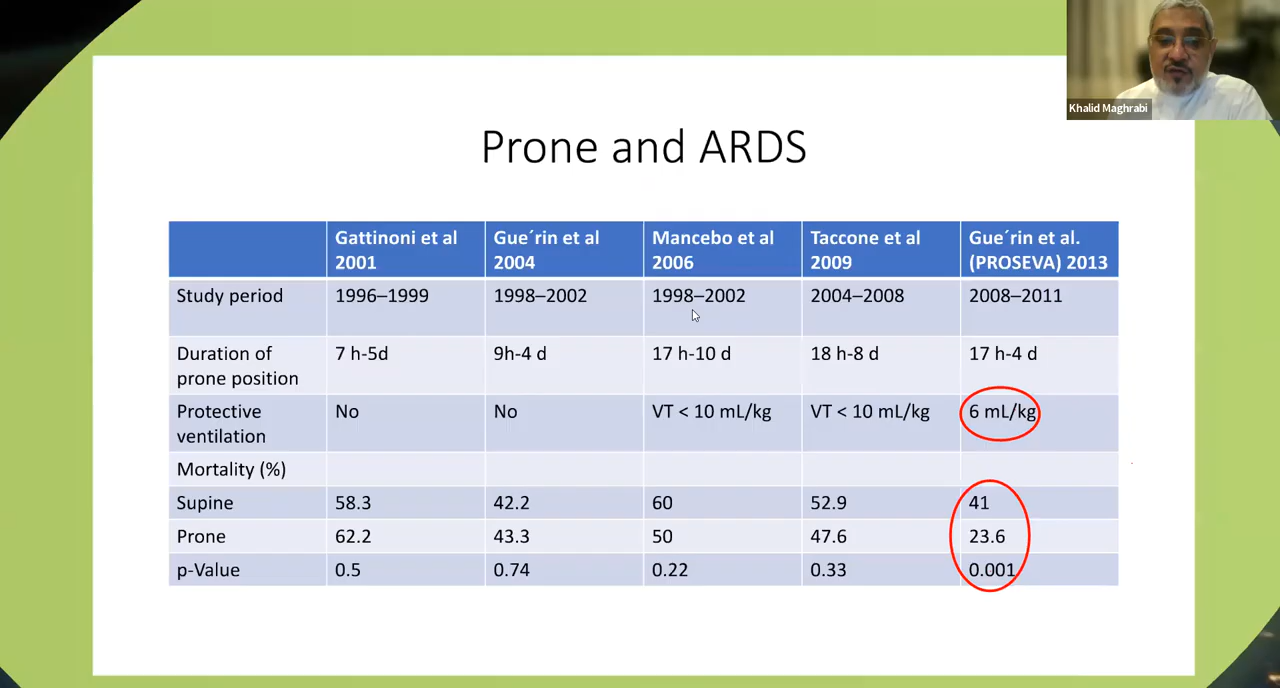 Khalid Maghrabi
Prone and ARDS
Gattinoni et al 2001
Gue´rin et al 2004
Mancebo et al 2006
Taccone et al 2009
Gue´rin et al. (PROSEVA) 2013
Study period 1996–1999 1998–2002 1998–2002 2004–2008 2008–2011
Duration of prone position 7 h-5d 9h-4 d 17 h-10 d 18 h-8 d 17 h-4 d
Protective ventilation No No VT < 10 mL/kg VT < 10 mL/kg 6 mL/kg
Mortality (%)
Supine 58.3 42.2 60 52.9 41
Prone 62.2 43.3 50 47.6 23.6
p-Value 0.5 0.74 0.22 0.33 0.001